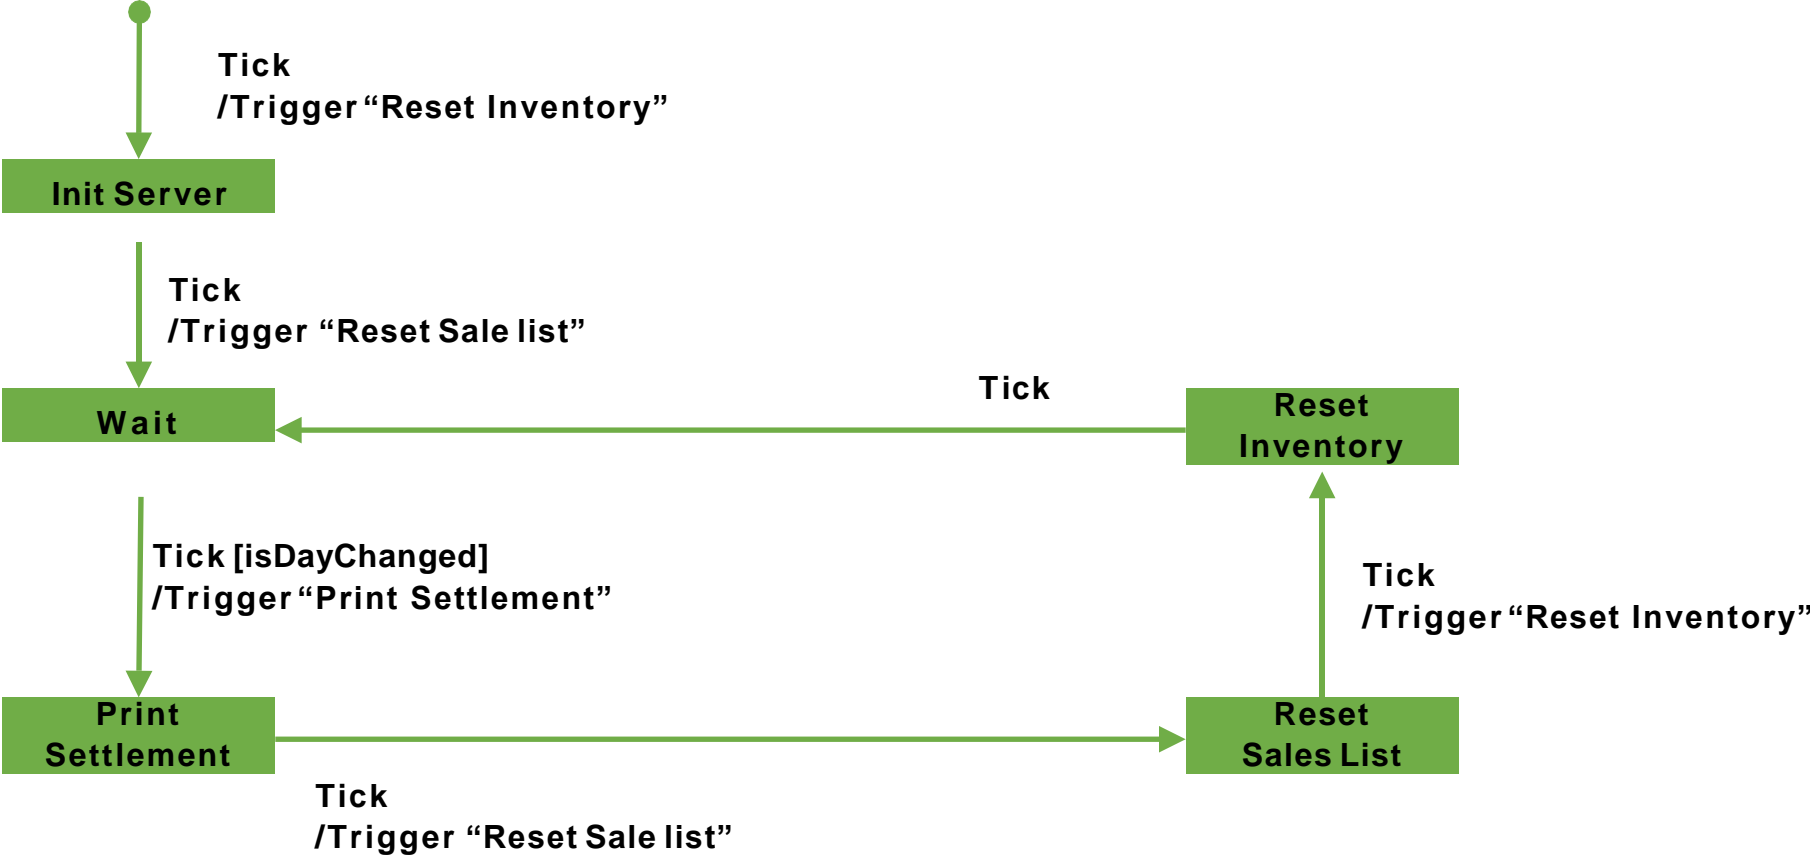 Tick
/Trigger “Reset Inventory”
Init Server
Tick
/Trigger “Reset Sale list”
Wait
Tick
Reset
Inventory
Tick [isDayChanged]
/Trigger “Print Settlement”
Tick
/Trigger “Reset Inventory”
Print
Settlement
Reset
Sales List
Tick
/Trigger “Reset Sale list”